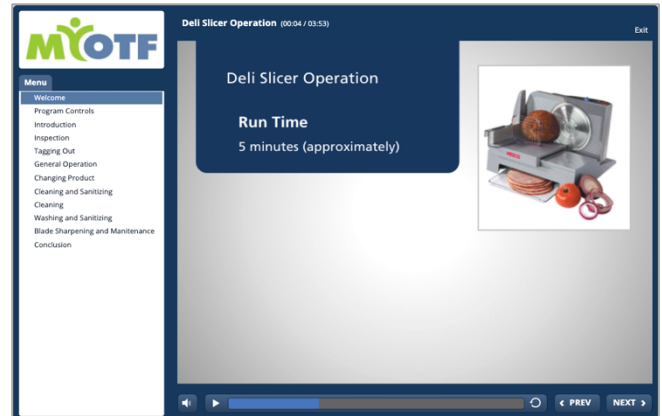 MYOTF
Deli Slicer Operation (00:04 / 03:53)
Exit
Menu
Welcome
Program Controls
Introduction
Inspection
Tagging Out
General Operation
Changing Product
Cleaning and Sanitizing
Cleaning
Washing and Sanitizing
Blade Sharpening and Manitenance
Conclusion
Deli Slicer Operation
Run Time
5 minutes (approximately)
PREV
NEXT